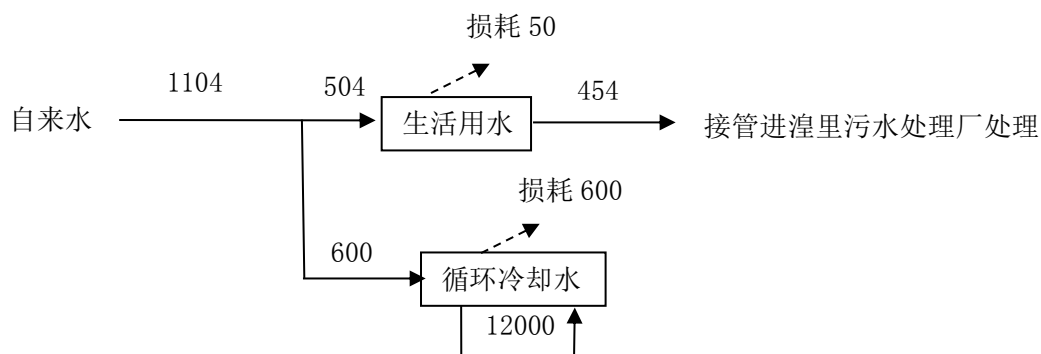 损耗 50
1104
504
454
自来水
生活用水
接管进湟里污水处理厂处理
损耗 600
600
循环冷却水
12000